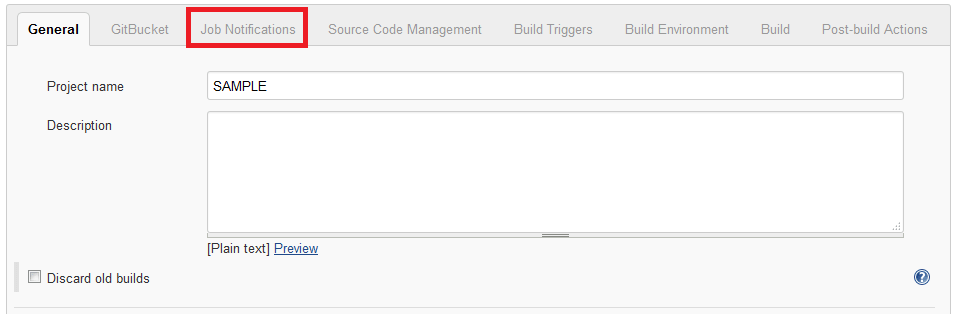 General GitBucket Job Notifications Source Code Management Build Triggers Build Environment Build Post-build Actions
Project name SAMPLE
Description
[Plain text] Preview
Discard old builds ?